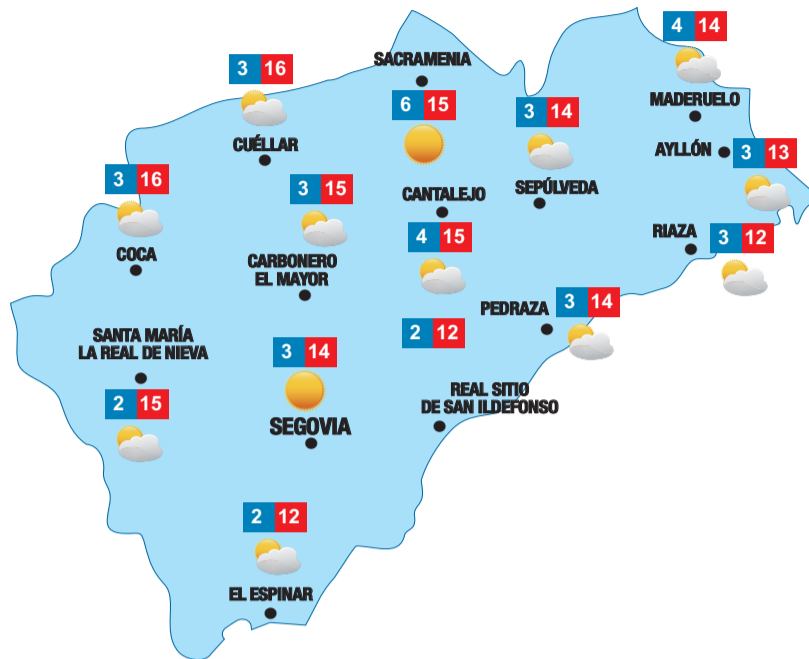 4 14
MADERUELO
SACRAMENIA
6 15
3 16
CUÉLLAR
3 14
SEPÚLVEDA
AYLLÓN
3 13
3 16
COCA
3 15
CARBONERO
EL MAYOR
CANTALEJO
4 15
RIAZA
3 12
PEDRAZA
3 14
SANTA MARÍA
LA REAL DE NIEVA
2 15
3 14
SEGOVIA
2 12
REAL SITIO
DE SAN ILDEFONSO
2 12
EL ESPINAR